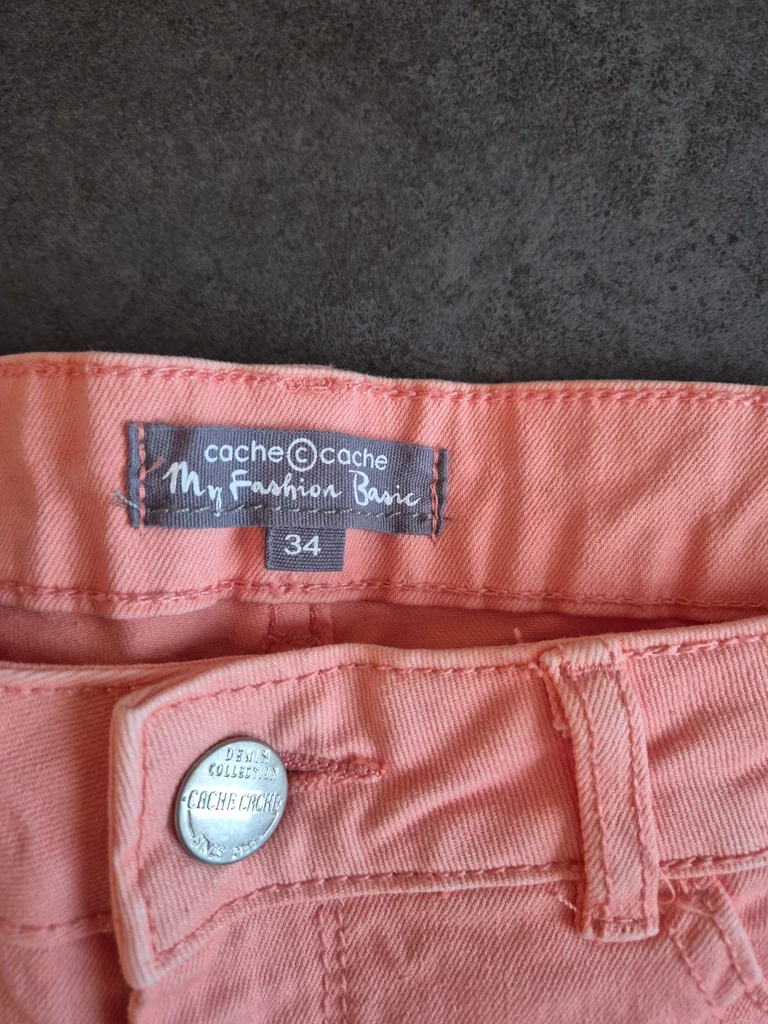 cache©cache
My Fashion Basic
34
DENIM
COLLECTION
CACHE CACHE